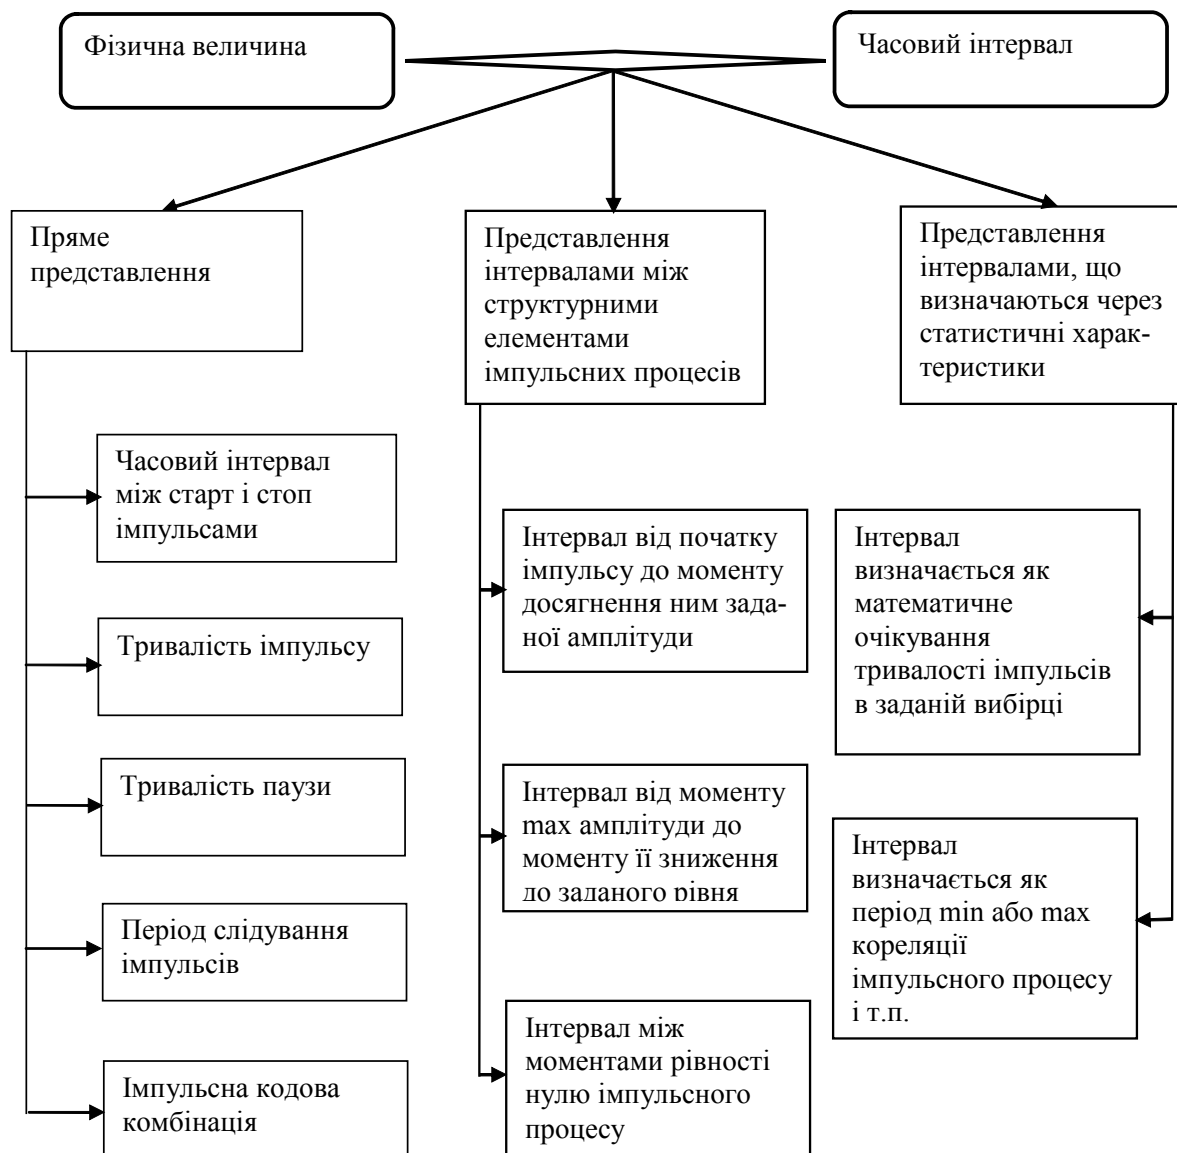 Фізична величина
Часовий інтервал
Пряме
представлення
Представлення
інтервалами між
структурними
елементами
імпульсних процесів
Представлення
інтервалами, що
визначаються через
статистичні харак-
теристики
Часовий інтервал
між старт і стоп
імпульсами
Тривалість імпульсу
Тривалість паузи
Період слідування
імпульсів
Імпульсна кодова
комбінація
Інтервал від початку
імпульсу до моменту
досягнення ним зада-
ної амплітуди
Інтервал від моменту
max амплітуди до
моменту її зниження
до заданого рівня
Інтервал між
моментами рівності
нулю імпульсного
процесу
Інтервал
визначається як
математичне
очікування
тривалості імпульсів
в заданій вибірці
Інтервал
визначається як
період min або max
кореляції
імпульсного процесу
і т.п.